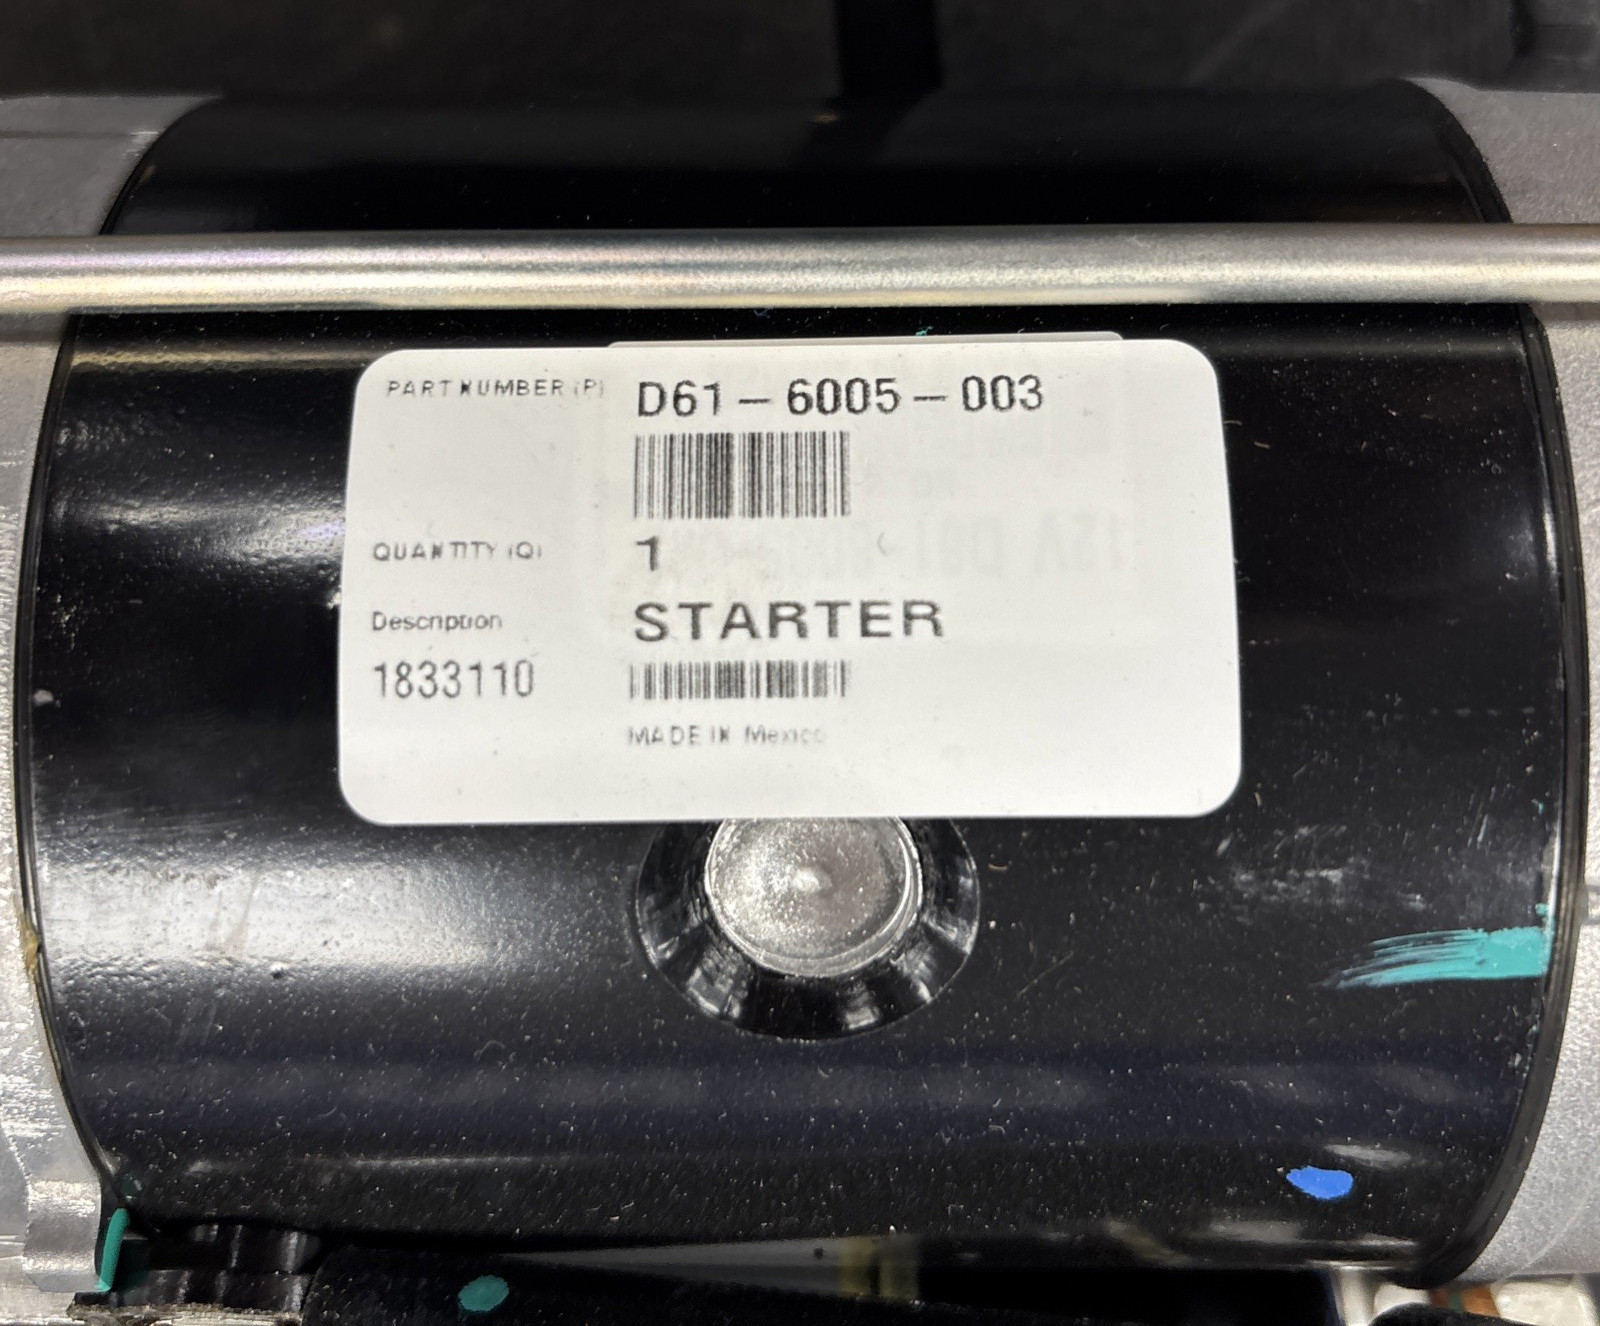 PART NUMBER (P) D61-6005-003
QUANTITY (Q) 1
Description STARTER
1833110
MADE IN Mexico